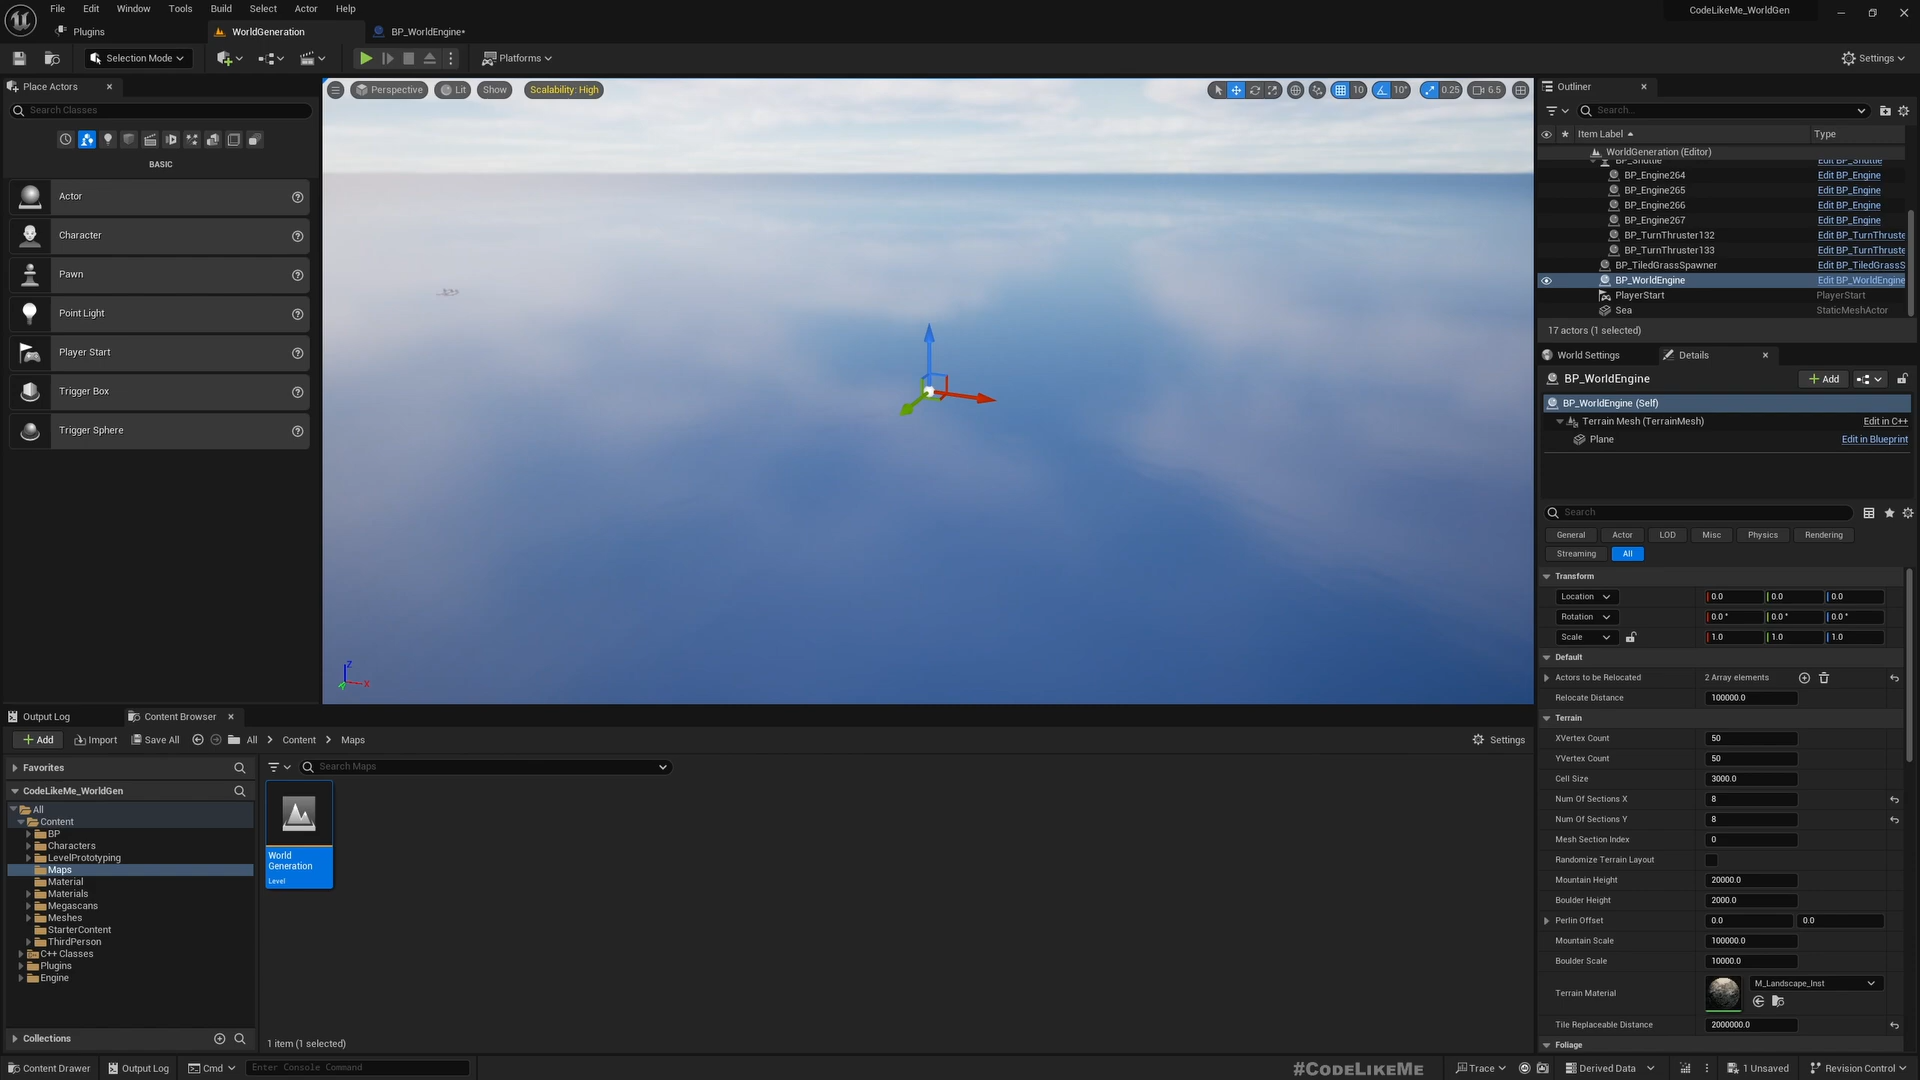 File Edit Window Tools Build Select Actor Help
CodeLikeMe_WorldGen
Plugins
WorldGeneration
BP_WorldEngine•
Selection Mode
Platforms
Settings
Place Actors
Search Classes
BASIC
Actor
Character
Pawn
Point Light
Player Start
Trigger Box
Trigger Sphere
Perspective Lit Show Scalability: High
10 10° 0.25 6.5
Z
X
Outliner
Search...
Item Label Type
WorldGeneration (Editor)
BP_Shuttle Edit BP_Shuttle
BP_Engine264 Edit BP_Engine
BP_Engine265 Edit BP_Engine
BP_Engine266 Edit BP_Engine
BP_Engine267 Edit BP_Engine
BP_TurnThruster132 Edit BP_TurnThruste
BP_TurnThruster133 Edit BP_TurnThruste
BP_TiledGrassSpawner Edit BP_TiledGrassS
BP_WorldEngine Edit BP_WorldEngine
PlayerStart PlayerStart
Sea StaticMeshActor
17 actors (1 selected)
World Settings Details
BP_WorldEngine
Add
BP_WorldEngine (Self)
Terrain Mesh (TerrainMesh) Edit in C++
Plane Edit in Blueprint
Search
General Actor LOD Misc Physics Rendering
Streaming All
Transform
Location 0.0 0.0 0.0
Rotation 0.0° 0.0° 0.0°
Scale 1.0 1.0 1.0
Default
Actors to be Relocated 2 Array elements
Relocate Distance 100000.0
Terrain
XVertex Count 50
YVertex Count 50
Cell Size 3000.0
Num Of Sections X 8
Num Of Sections Y 8
Mesh Section Index 0
Randomize Terrain Layout
Mountain Height 20000.0
Boulder Height 2000.0
Perlin Offset 0.0 0.0
Mountain Scale 100000.0
Boulder Scale 10000.0
Terrain Material M_Landscape_Inst
Tile Replaceable Distance 2000000.0
Foliage
Output Log Content Browser
Add Import Save All All Content Maps
Settings
Favorites
CodeLikeMe_WorldGen
All
Content
BP
Characters
LevelPrototyping
Maps
Material
Materials
Megascans
Meshes
StarterContent
ThirdPerson
C++ Classes
Plugins
Engine
Collections
Search Maps
World
Generation
Level
1 item (1 selected)
Content Drawer Output Log Cmd Enter Console Command
#CodeLikeMe
Trace Derived Data 1 Unsaved Revision Control